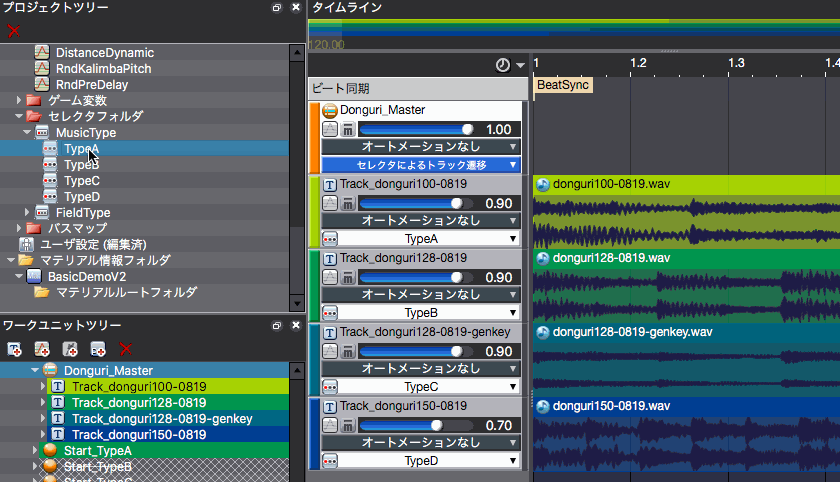 プロジェクトツリー
DistanceDynamic
RndKalimbaPitch
RndPreDelay
ゲーム変数
セレクタフォルダ
MusicType
TypeA
TypeB
TypeC
TypeD
FieldType
バスマップ
ユーザ設定 (編集済)
マテリアル情報フォルダ
BasicDemoV2
マテリアルルートフォルダ
ワークユニットツリー
Donguri_Master
Track_donguri100-0819
Track_donguri128-0819
Track_donguri128-0819-genkey
Track_donguri150-0819
Start_TypeA
Start_TypeB
タイムライン
120.00
1 1.2 1.3 1.4
ビート同期
BeatSync
Donguri_Master
1.00
オートメーションなし
セレクタによるトラック遷移
Track_donguri100-0819
0.90
オートメーションなし
TypeA
donguri100-0819.wav
Track_donguri128-0819
0.90
オートメーションなし
TypeB
donguri128-0819.wav
Track_donguri128-0819-genkey
0.90
オートメーションなし
TypeC
donguri128-0819-genkey.wav
Track_donguri150-0819
0.70
オートメーションなし
TypeD
donguri150-0819.wav